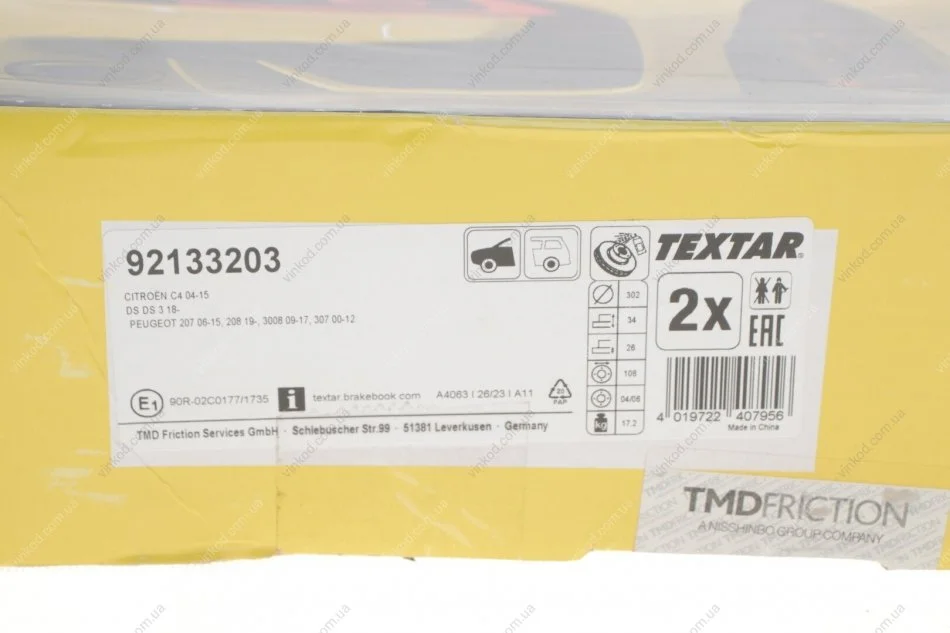 92133203
CITROËN C4 04-15
DS DS 3 18-
PEUGEOT 207 06-15, 208 19-, 3008 09-17, 307 00-12
TEXTAR®
302
34
26
108
04/06
kg 17.2
2x
EAC
E1 90R-02C0177/1735
i textar brakebook com
A4063 | 26/23 | A11
20
PAP
4 019722 407956
Made in China
TMD Friction Services GmbH · Schlebuscher Str.99 · 51381 Leverkusen · Germany
TMDFRICTION
A NISSHINBO GROUP COMPANY
vinkod.com.ua